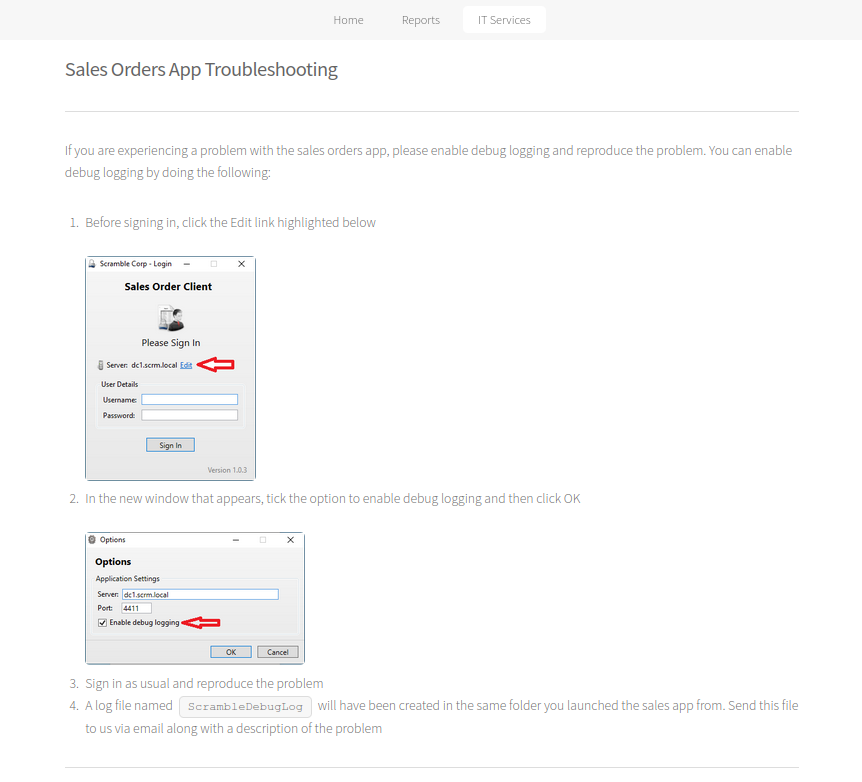 Home Reports IT Services
Sales Orders App Troubleshooting
If you are experiencing a problem with the sales orders app, please enable debug logging and reproduce the problem. You can enable
debug logging by doing the following:
1. Before signing in, click the Edit link highlighted below
Scramble Corp - Login
Sales Order Client
Please Sign In
Server: dc1.scrm.local Edit
User Details
Username:
Password:
Sign In
Version 1.0.3
2. In the new window that appears, tick the option to enable debug logging and then click OK
Options
Options
Application Settings
Server: dc1.scrm.local
Port: 4411
Enable debug logging
OK Cancel
3. Sign in as usual and reproduce the problem
4. A log file named ScrambleDebugLog will have been created in the same folder you launched the sales app from. Send this file
to us via email along with a description of the problem